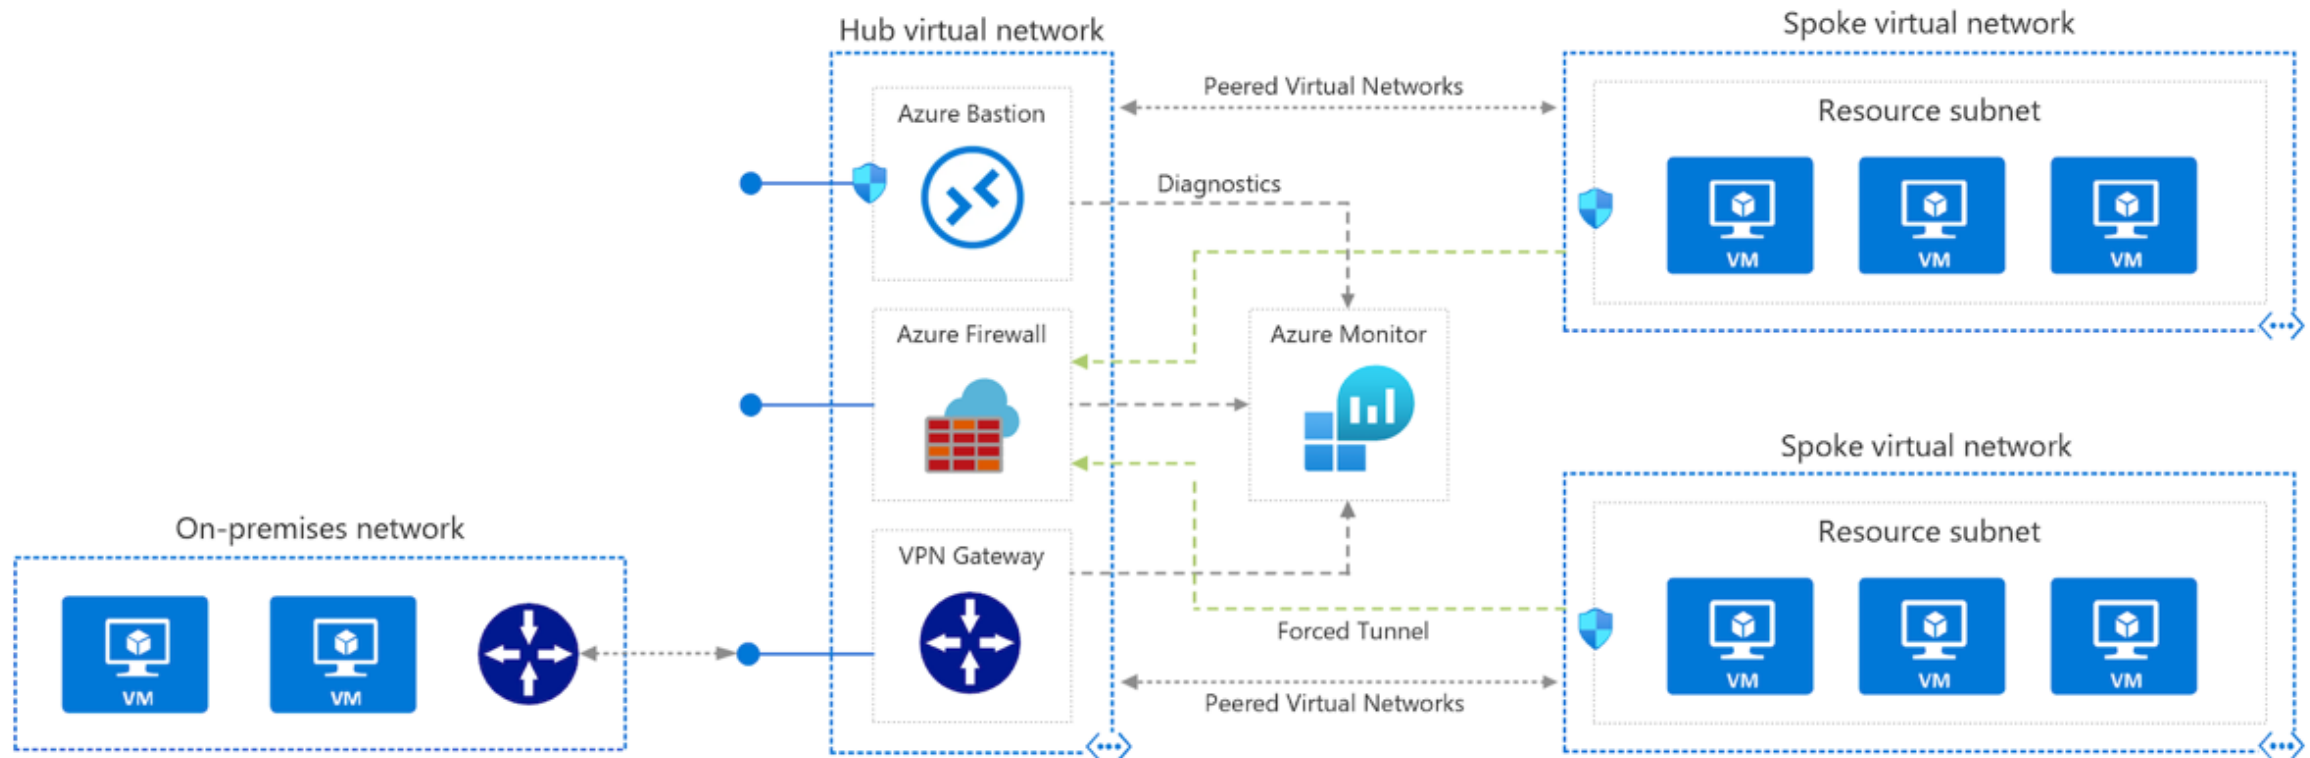 Hub virtual network
Spoke virtual network
Peered Virtual Networks
Azure Bastion
Resource subnet
Diagnostics
VM
VM
VM
Azure Firewall
Azure Monitor
Spoke virtual network
On-premises network
Resource subnet
VPN Gateway
Forced Tunnel
VM
VM
VM
VM
VM
Peered Virtual Networks